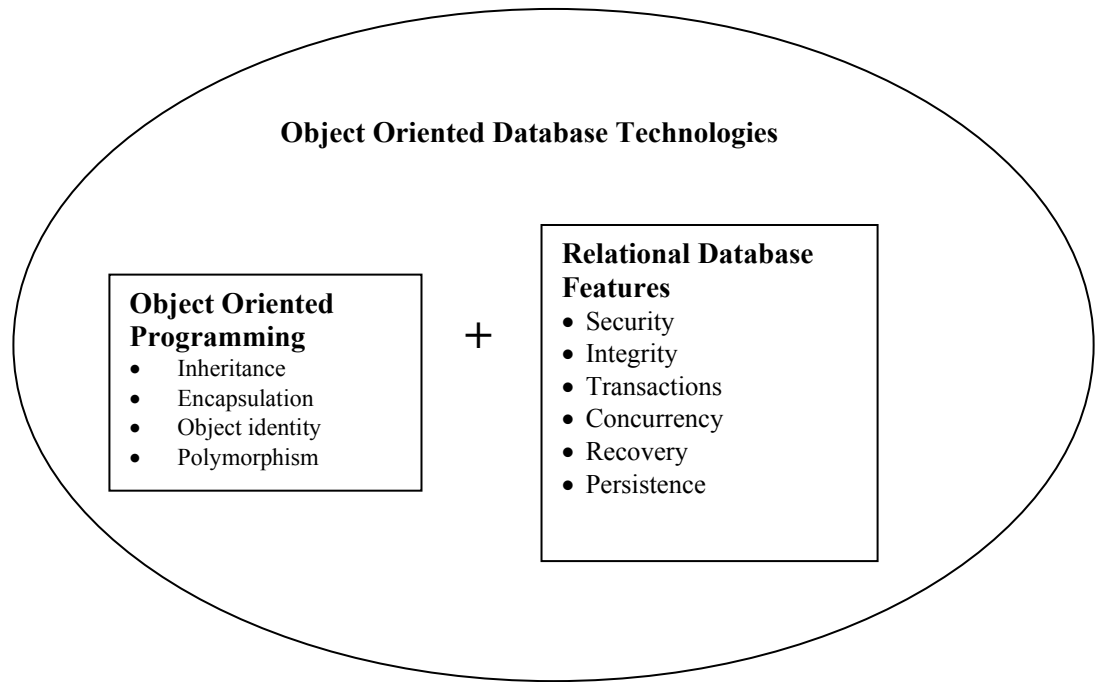 Object Oriented Database Technologies
Object Oriented
Programming
• Inheritance
• Encapsulation
• Object identity
• Polymorphism
+
Relational Database
Features
• Security
• Integrity
• Transactions
• Concurrency
• Recovery
• Persistence